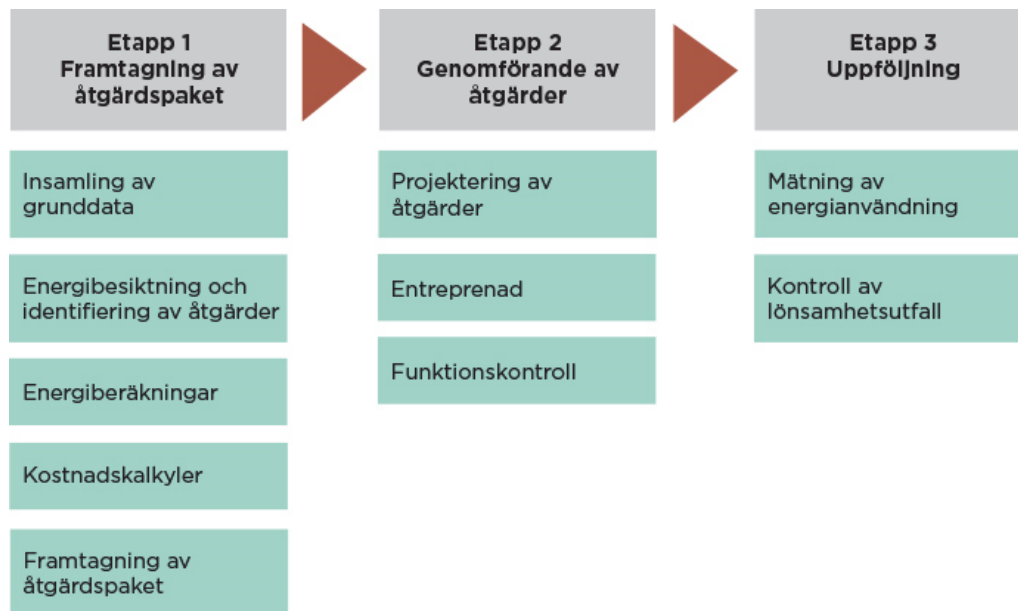 Etapp 1
Framtagning av
åtgärdspaket
Insamling av
grunddata
Energibesiktning och
identifiering av åtgärder
Energiberäkningar
Kostnadskalkyler
Framtagning av
åtgärdspaket
Etapp 2
Genomförande av
åtgärder
Projektering av
åtgärder
Entreprenad
Funktionskontroll
Etapp 3
Uppföljning
Mätning av
energianvändning
Kontroll av
lönsamhetsutfall